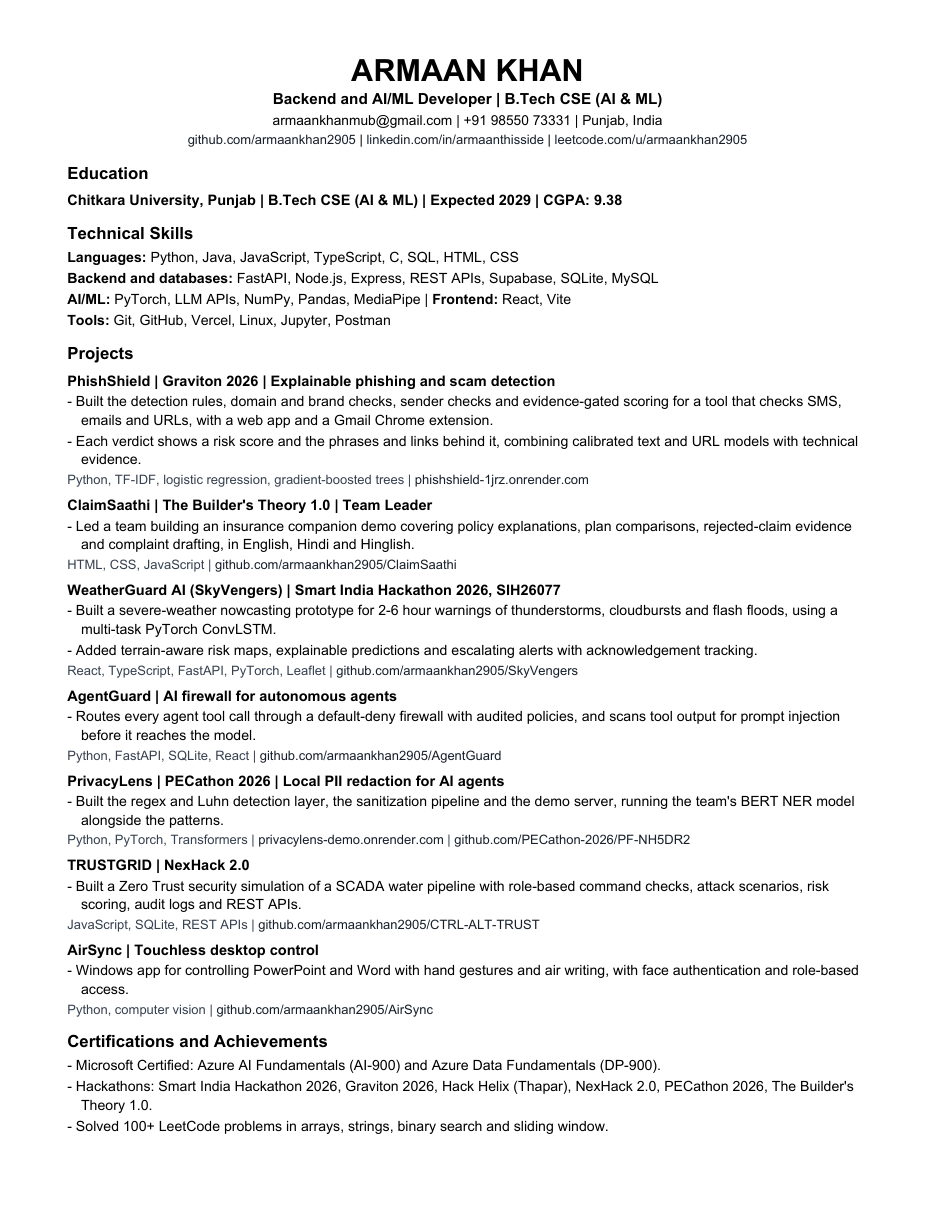 ARMAAN KHAN
Backend and AI/ML Developer | B.Tech CSE (AI & ML)
armaankhanmub@gmail.com | +91 98550 73331 | Punjab, India
github.com/armaankhan2905 | linkedin.com/in/armaanthisside | leetcode.com/u/armaankhan2905
Education
Chitkara University, Punjab | B.Tech CSE (AI & ML) | Expected 2029 | CGPA: 9.38
Technical Skills
Languages: Python, Java, JavaScript, TypeScript, C, SQL, HTML, CSS
Backend and databases: FastAPI, Node.js, Express, REST APIs, Supabase, SQLite, MySQL
AI/ML: PyTorch, LLM APIs, NumPy, Pandas, MediaPipe | Frontend: React, Vite
Tools: Git, GitHub, Vercel, Linux, Jupyter, Postman
Projects
PhishShield | Graviton 2026 | Explainable phishing and scam detection
- Built the detection rules, domain and brand checks, sender checks and evidence-gated scoring for a tool that checks SMS,
emails and URLs, with a web app and a Gmail Chrome extension.
- Each verdict shows a risk score and the phrases and links behind it, combining calibrated text and URL models with technical
evidence.
Python, TF-IDF, logistic regression, gradient-boosted trees | phishshield-1jrz.onrender.com
ClaimSaathi | The Builder's Theory 1.0 | Team Leader
- Led a team building an insurance companion demo covering policy explanations, plan comparisons, rejected-claim evidence
and complaint drafting, in English, Hindi and Hinglish.
HTML, CSS, JavaScript | github.com/armaankhan2905/ClaimSaathi
WeatherGuard AI (SkyVengers) | Smart India Hackathon 2026, SIH26077
- Built a severe-weather nowcasting prototype for 2-6 hour warnings of thunderstorms, cloudbursts and flash floods, using a
multi-task PyTorch ConvLSTM.
- Added terrain-aware risk maps, explainable predictions and escalating alerts with acknowledgement tracking.
React, TypeScript, FastAPI, PyTorch, Leaflet | github.com/armaankhan2905/SkyVengers
AgentGuard | AI firewall for autonomous agents
- Routes every agent tool call through a default-deny firewall with audited policies, and scans tool output for prompt injection
before it reaches the model.
Python, FastAPI, SQLite, React | github.com/armaankhan2905/AgentGuard
PrivacyLens | PECathon 2026 | Local PII redaction for AI agents
- Built the regex and Luhn detection layer, the sanitization pipeline and the demo server, running the team's BERT NER model
alongside the patterns.
Python, PyTorch, Transformers | privacylens-demo.onrender.com | github.com/PECathon-2026/PF-NH5DR2
TRUSTGRID | NexHack 2.0
- Built a Zero Trust security simulation of a SCADA water pipeline with role-based command checks, attack scenarios, risk
scoring, audit logs and REST APIs.
JavaScript, SQLite, REST APIs | github.com/armaankhan2905/CTRL-ALT-TRUST
AirSync | Touchless desktop control
- Windows app for controlling PowerPoint and Word with hand gestures and air writing, with face authentication and role-based
access.
Python, computer vision | github.com/armaankhan2905/AirSync
Certifications and Achievements
- Microsoft Certified: Azure AI Fundamentals (AI-900) and Azure Data Fundamentals (DP-900).
- Hackathons: Smart India Hackathon 2026, Graviton 2026, Hack Helix (Thapar), NexHack 2.0, PECathon 2026, The Builder's
Theory 1.0.
- Solved 100+ LeetCode problems in arrays, strings, binary search and sliding window.